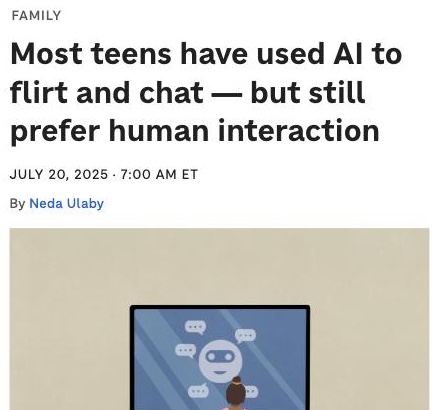 FAMILY
Most teens have used AI to
flirt and chat — but still
prefer human interaction
JULY 20, 2025 · 7:00 AM ET
By Neda Ulaby